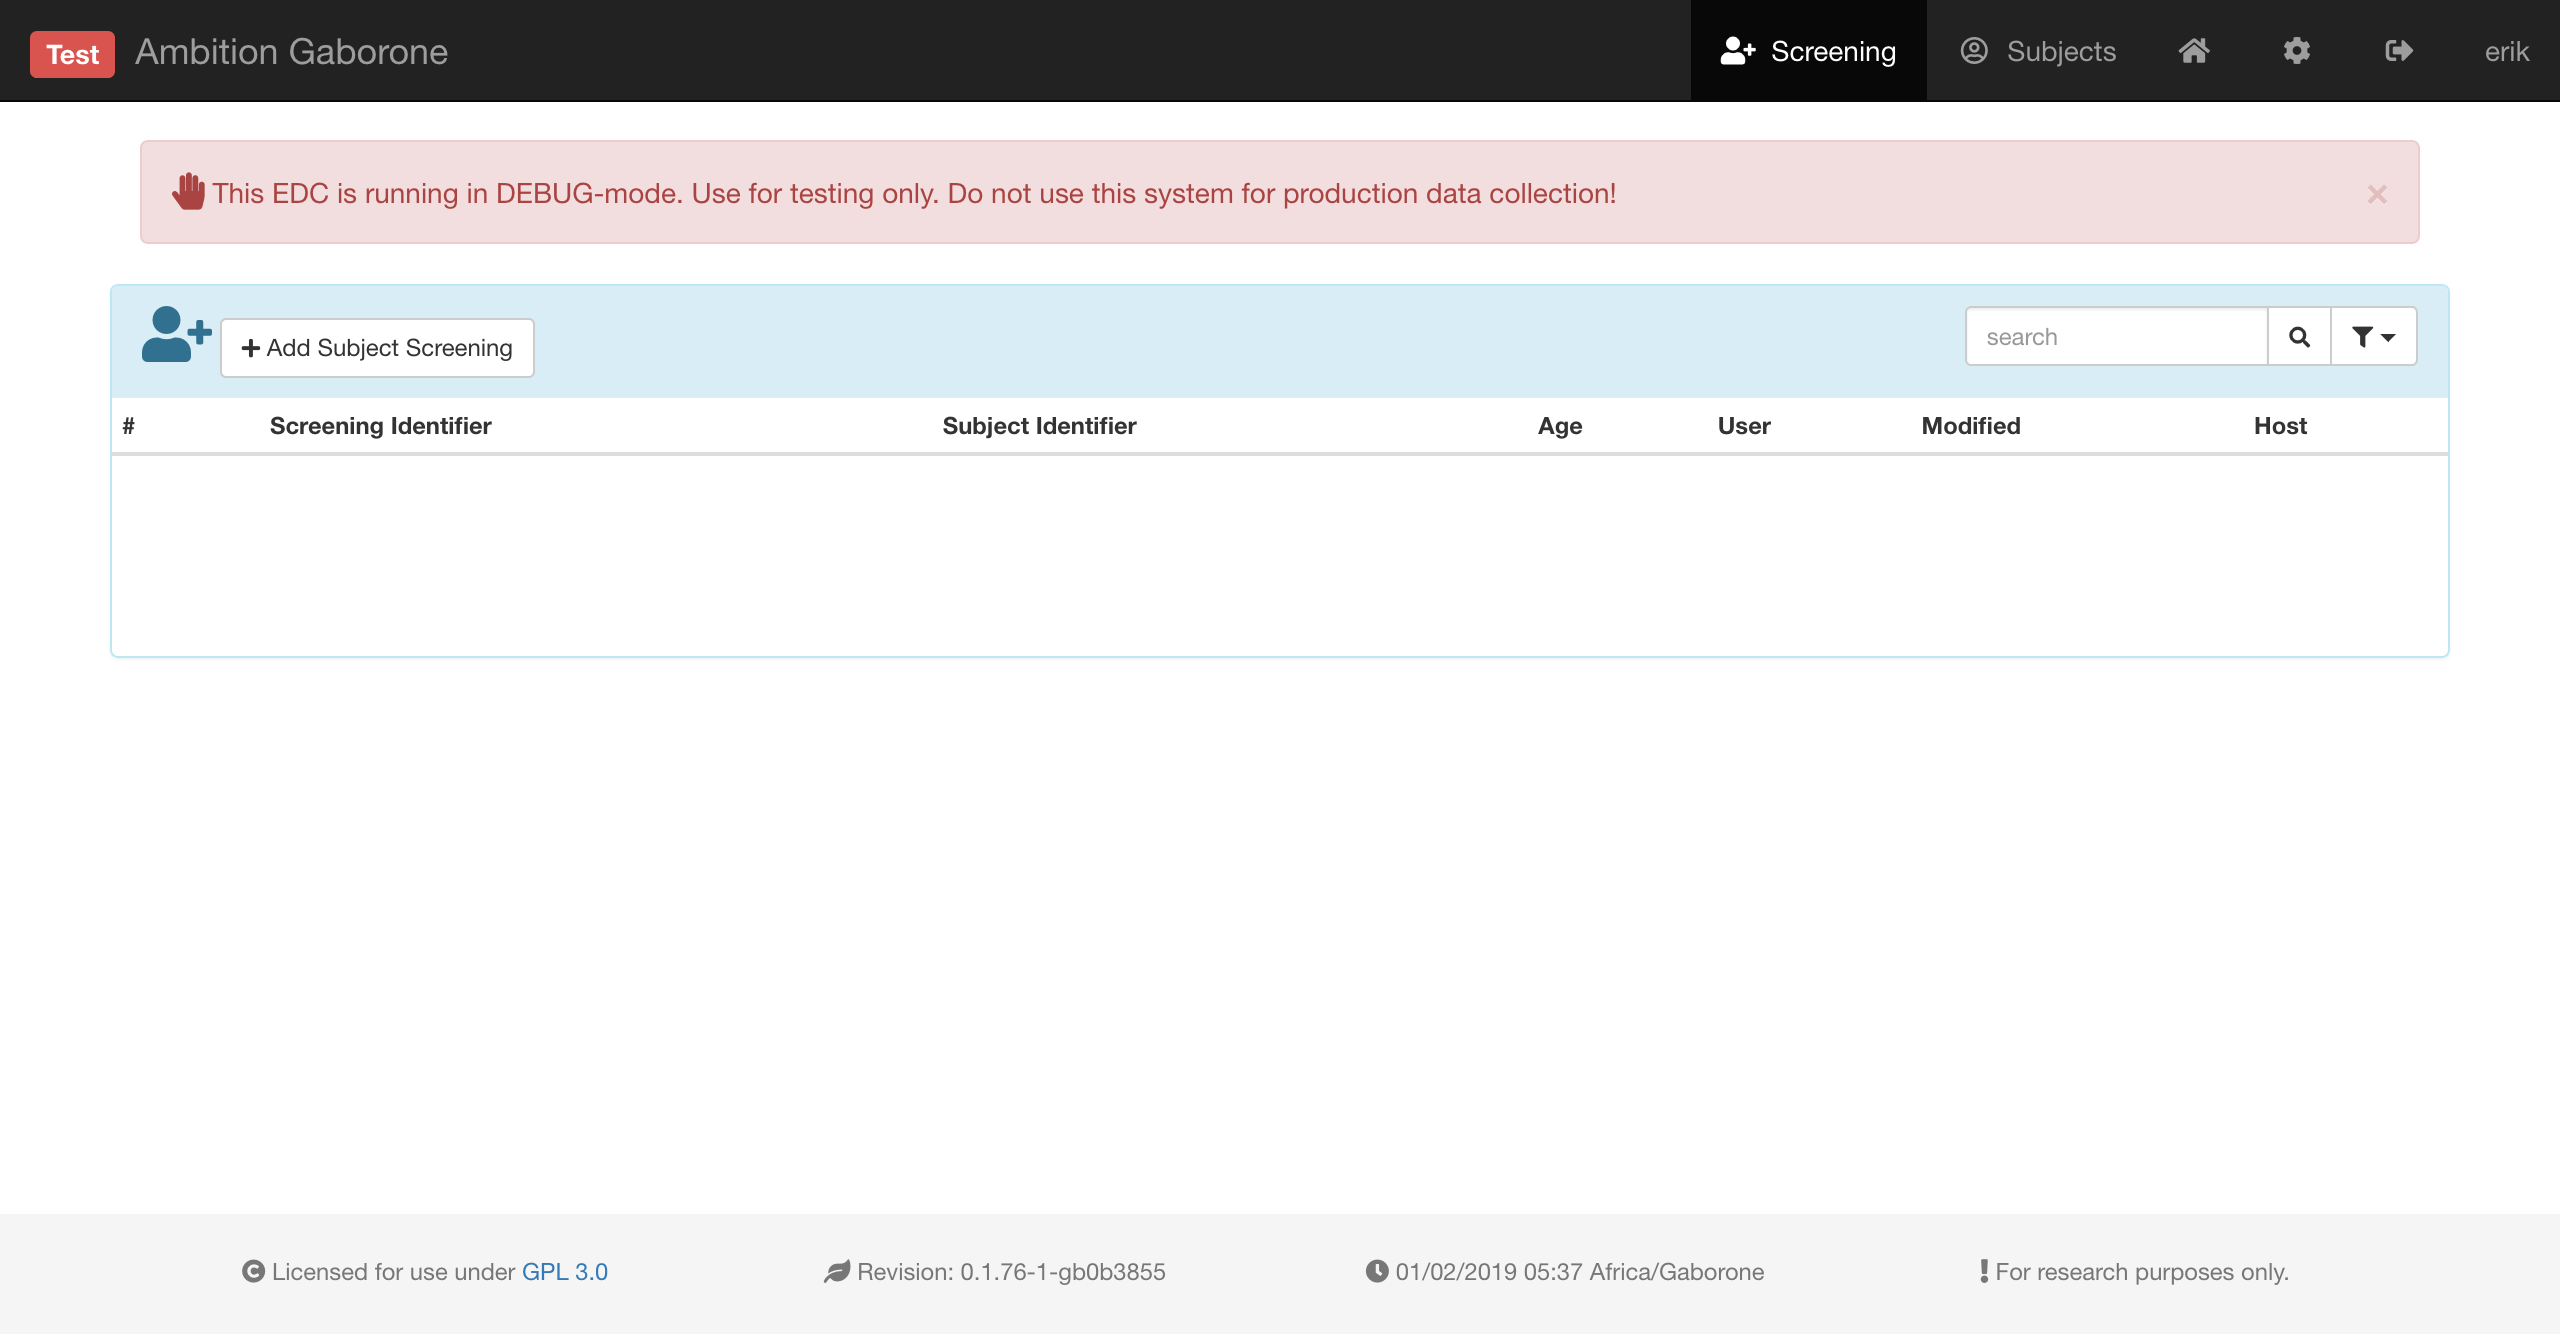 Test Ambition Gaborone Screening Subjects erik
This EDC is running in DEBUG-mode. Use for testing only. Do not use this system for production data collection! ×
Add Subject Screening search
# Screening Identifier Subject Identifier Age User Modified Host
Licensed for use under GPL 3.0 Revision: 0.1.76-1-gb0b3855 01/02/2019 05:37 Africa/Gaborone For research purposes only.